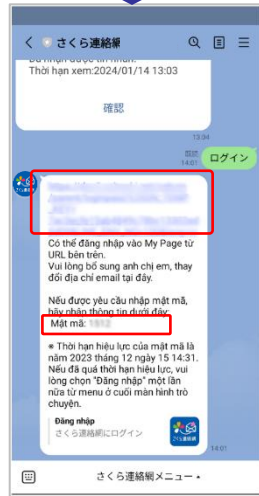 さくら連絡網
Thời hạn xem:2024/01/14 13:03
確認
13:04
既読
14:01
ログイン
Có thể đăng nhập vào My Page từ
URL bên trên.
Vui lòng bổ sung anh chị em, thay
đổi địa chỉ email tại đây.
Nếu được yêu cầu nhập mật mã,
hãy nhập thông tin dưới đây:
Mật mã:
※ Thời hạn hiệu lực của mật mã là
năm 2023 tháng 12 ngày 15 14:31.
Nếu đã quá thời hạn hiệu lực, vui
lòng chọn "Đăng nhập" một lần
nữa từ menu ở cuối màn hình trò
chuyện.
Đăng nhập
さくら連絡網にログイン
14:01
さくら連絡網メニュー